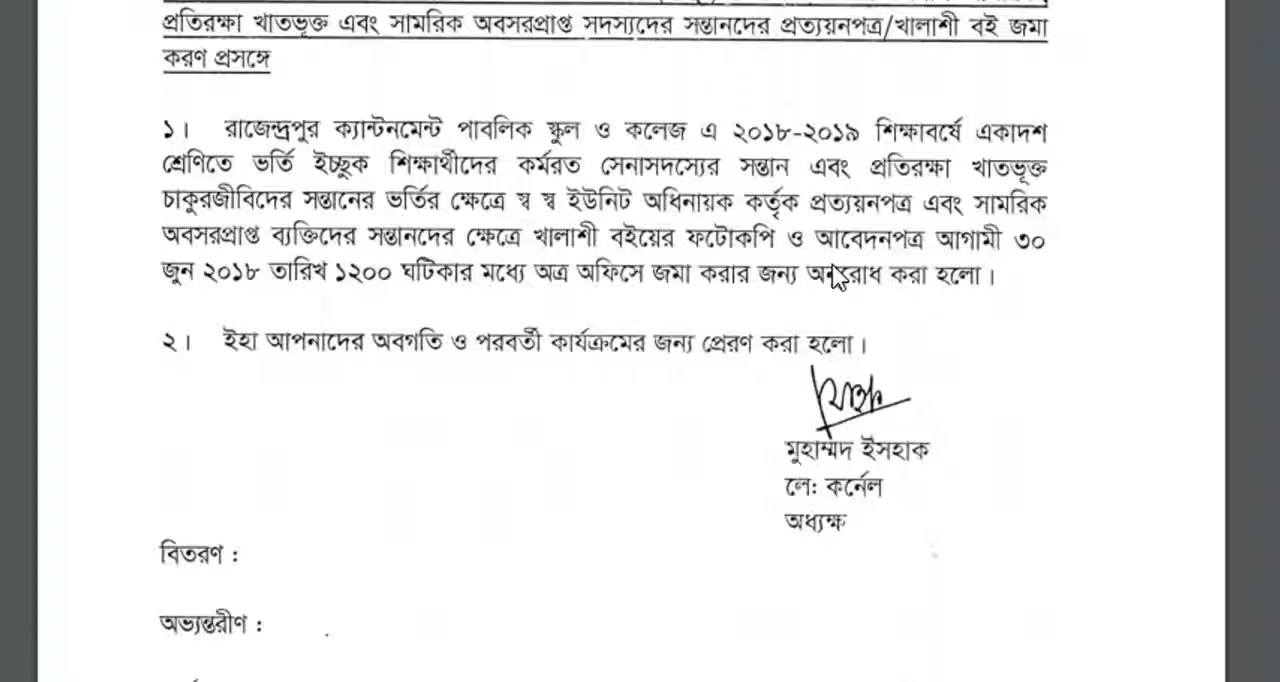 প্রতিরক্ষা খাতভূক্ত এবং সামরিক অবসরপ্রাপ্ত সদস্যদের সন্তানদের প্রত্যয়নপত্র/খালাশী বই জমা
করণ প্রসঙ্গে
১। রাজেন্দ্রপুর ক্যান্টনমেন্ট পাবলিক স্কুল ও কলেজ এ ২০১৮-২০১৯ শিক্ষাবর্ষে একাদশ
শ্রেণিতে ভর্তি ইচ্ছুক শিক্ষার্থীদের কর্মরত সেনাসদস্যের সন্তান এবং প্রতিরক্ষা খাতভূক্ত
চাকুরজীবিদের সন্তানের ভর্তির ক্ষেত্রে স্ব স্ব ইউনিট অধিনায়ক কর্তৃক প্রত্যয়নপত্র এবং সামরিক
অবসরপ্রাপ্ত ব্যক্তিদের সন্তানদের ক্ষেত্রে খালাশী বইয়ের ফটোকপি ও আবেদনপত্র আগামী ৩০
জুন ২০১৮ তারিখ ১২০০ ঘটিকার মধ্যে অত্র অফিসে জমা করার জন্য অনুরোধ করা হলো।
২। ইহা আপনাদের অবগতি ও পরবর্তী কার্যক্রমের জন্য প্রেরণ করা হলো।
মুহাম্মদ ইসহাক
লে: কর্নেল
অধ্যক্ষ
বিতরণ :
অভ্যন্তরীণ :